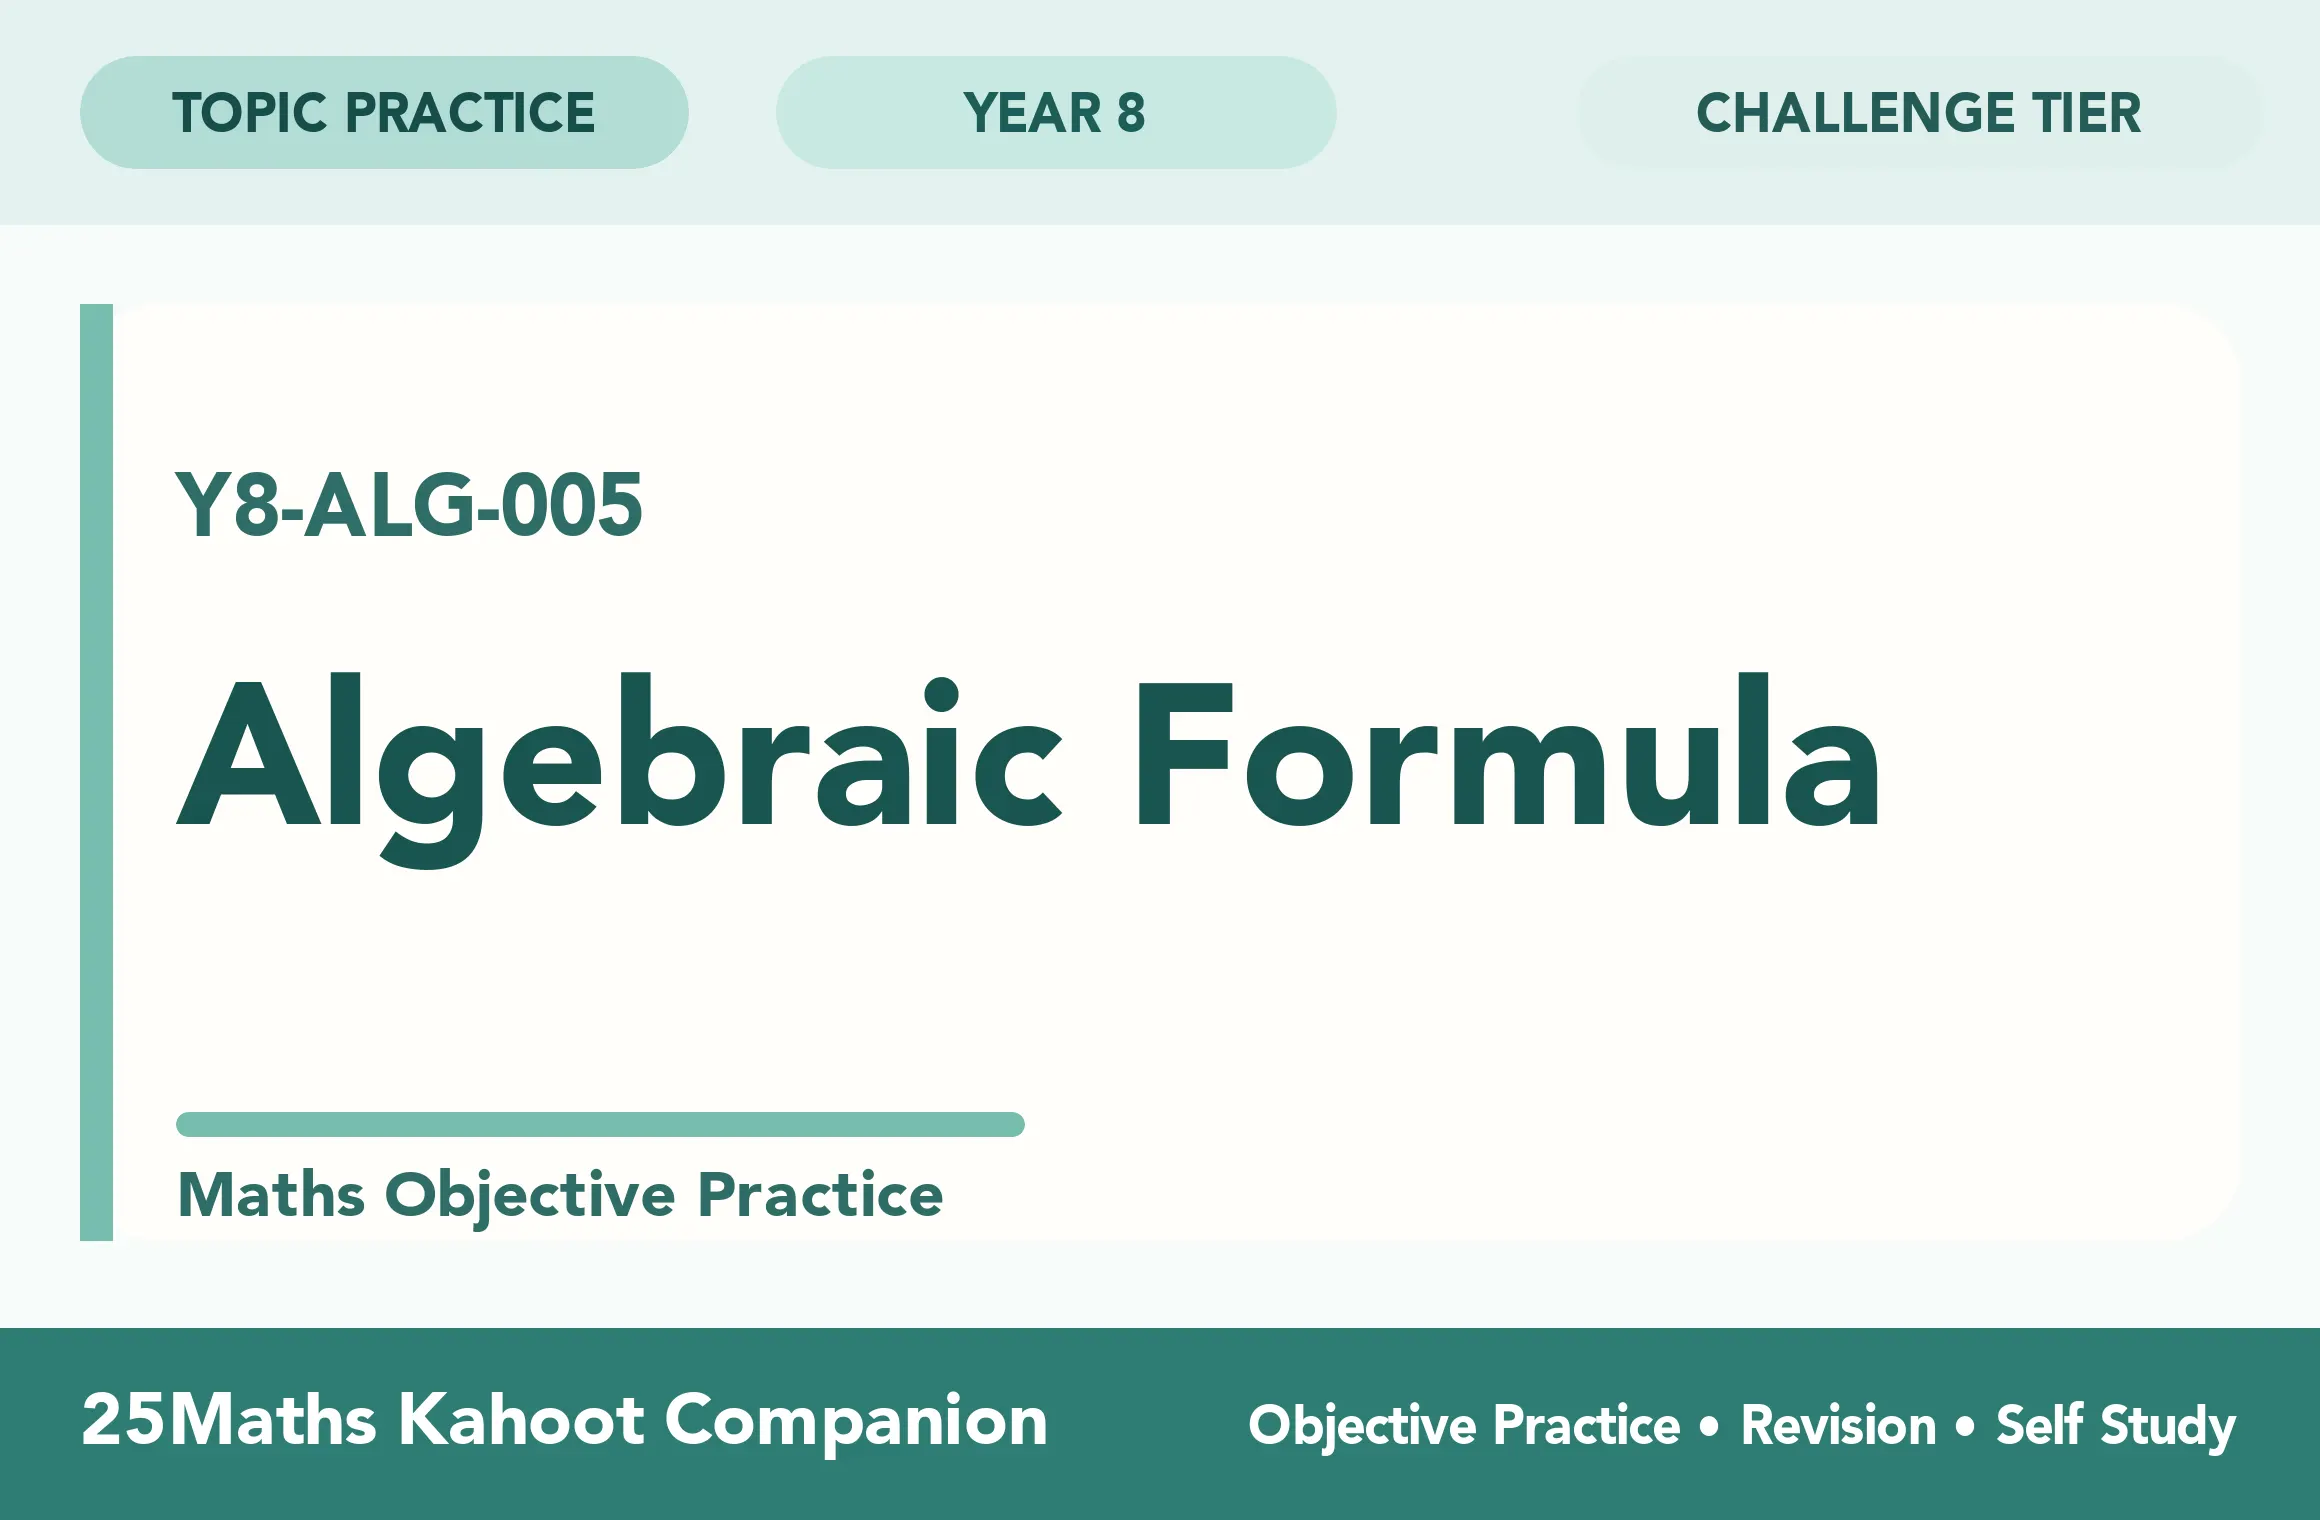 TOPIC PRACTICE
YEAR 8
CHALLENGE TIER
Y8-ALG-005
Algebraic Formula
Maths Objective Practice
25Maths Kahoot Companion
Objective Practice • Revision • Self Study